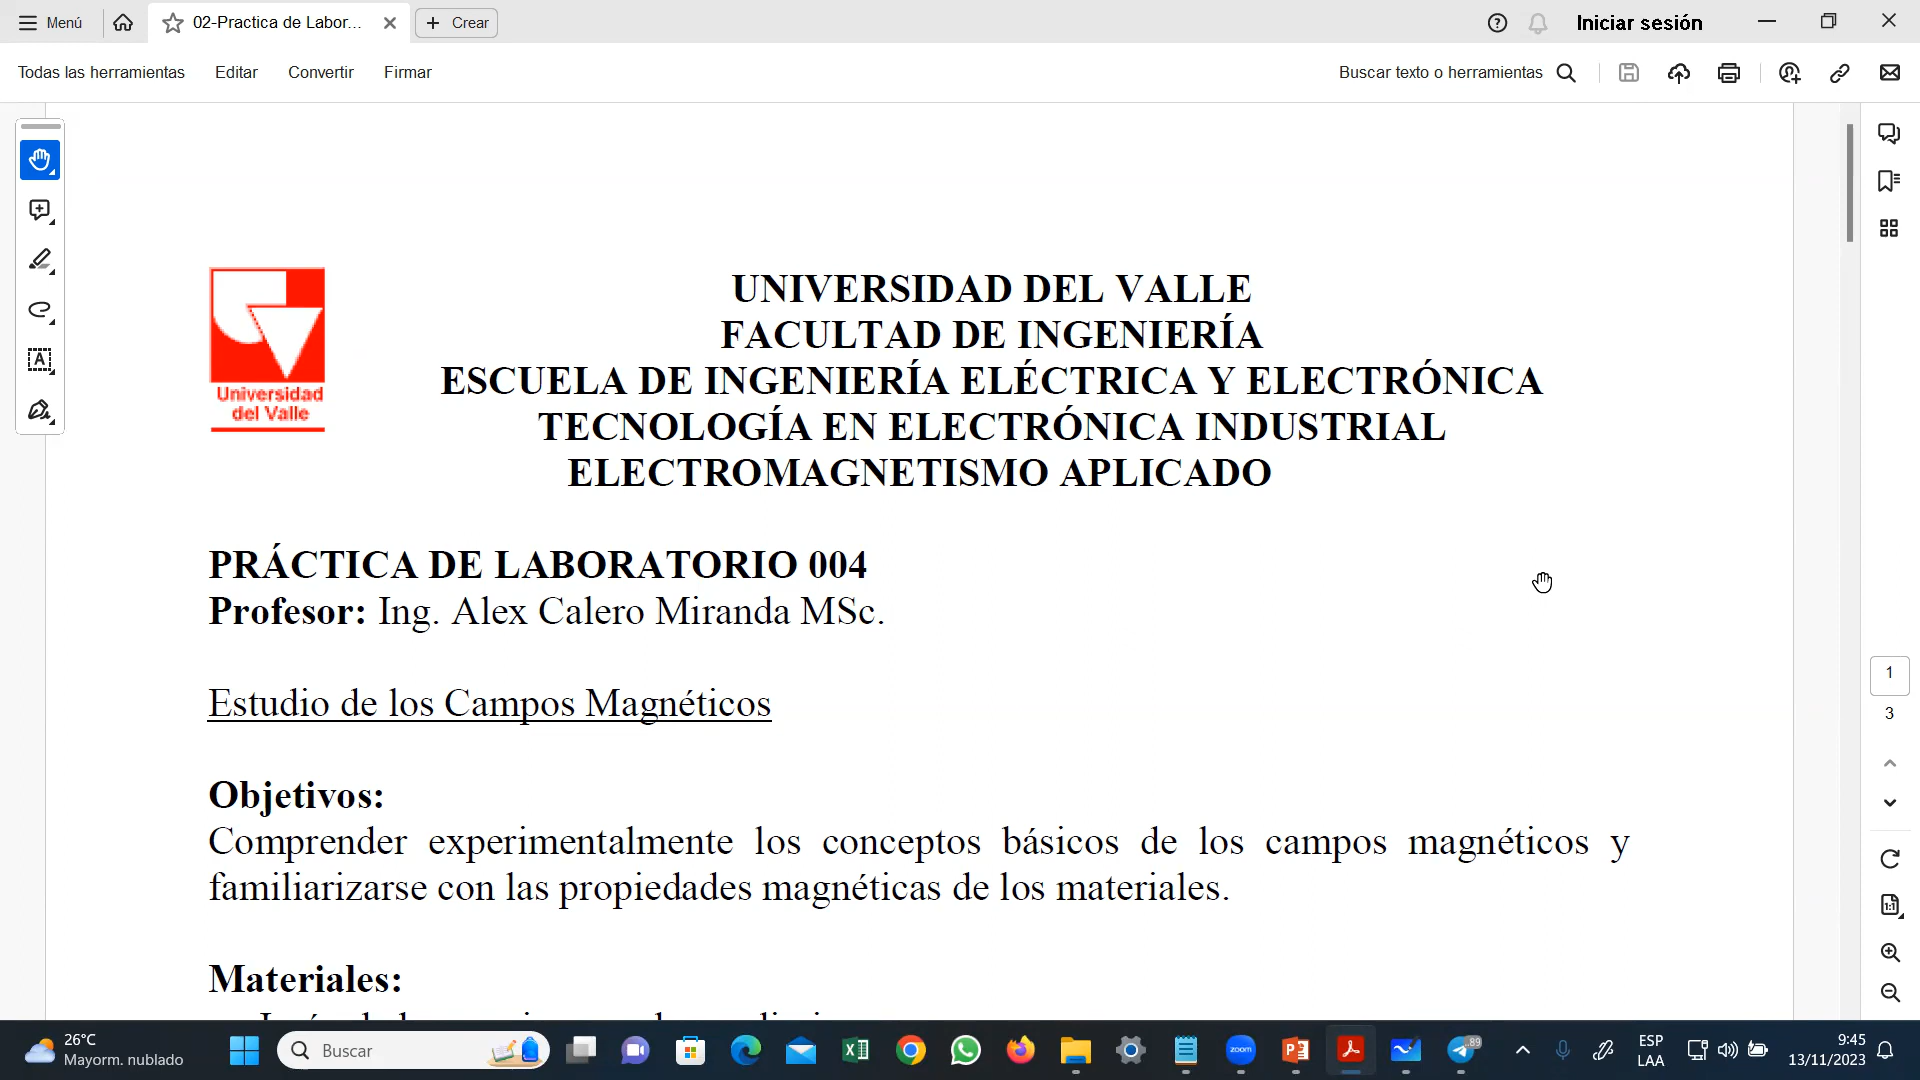 Menú
02-Practica de Labor...
Crear
Iniciar sesión
Todas las herramientas
Editar
Convertir
Firmar
Buscar texto o herramientas
Universidad
del Valle
UNIVERSIDAD DEL VALLE
FACULTAD DE INGENIERÍA
ESCUELA DE INGENIERÍA ELÉCTRICA Y ELECTRÓNICA
TECNOLOGÍA EN ELECTRÓNICA INDUSTRIAL
ELECTROMAGNETISMO APLICADO
PRÁCTICA DE LABORATORIO 004
Profesor: Ing. Alex Calero Miranda MSc.
Estudio de los Campos Magnéticos
Objetivos:
Comprender experimentalmente los conceptos básicos de los campos magnéticos y
familiarizarse con las propiedades magnéticas de los materiales.
Materiales:
1
3
1:1
26°C
Mayorm. nublado
Buscar
zoom
89
ESP
LAA
9:45
13/11/2023